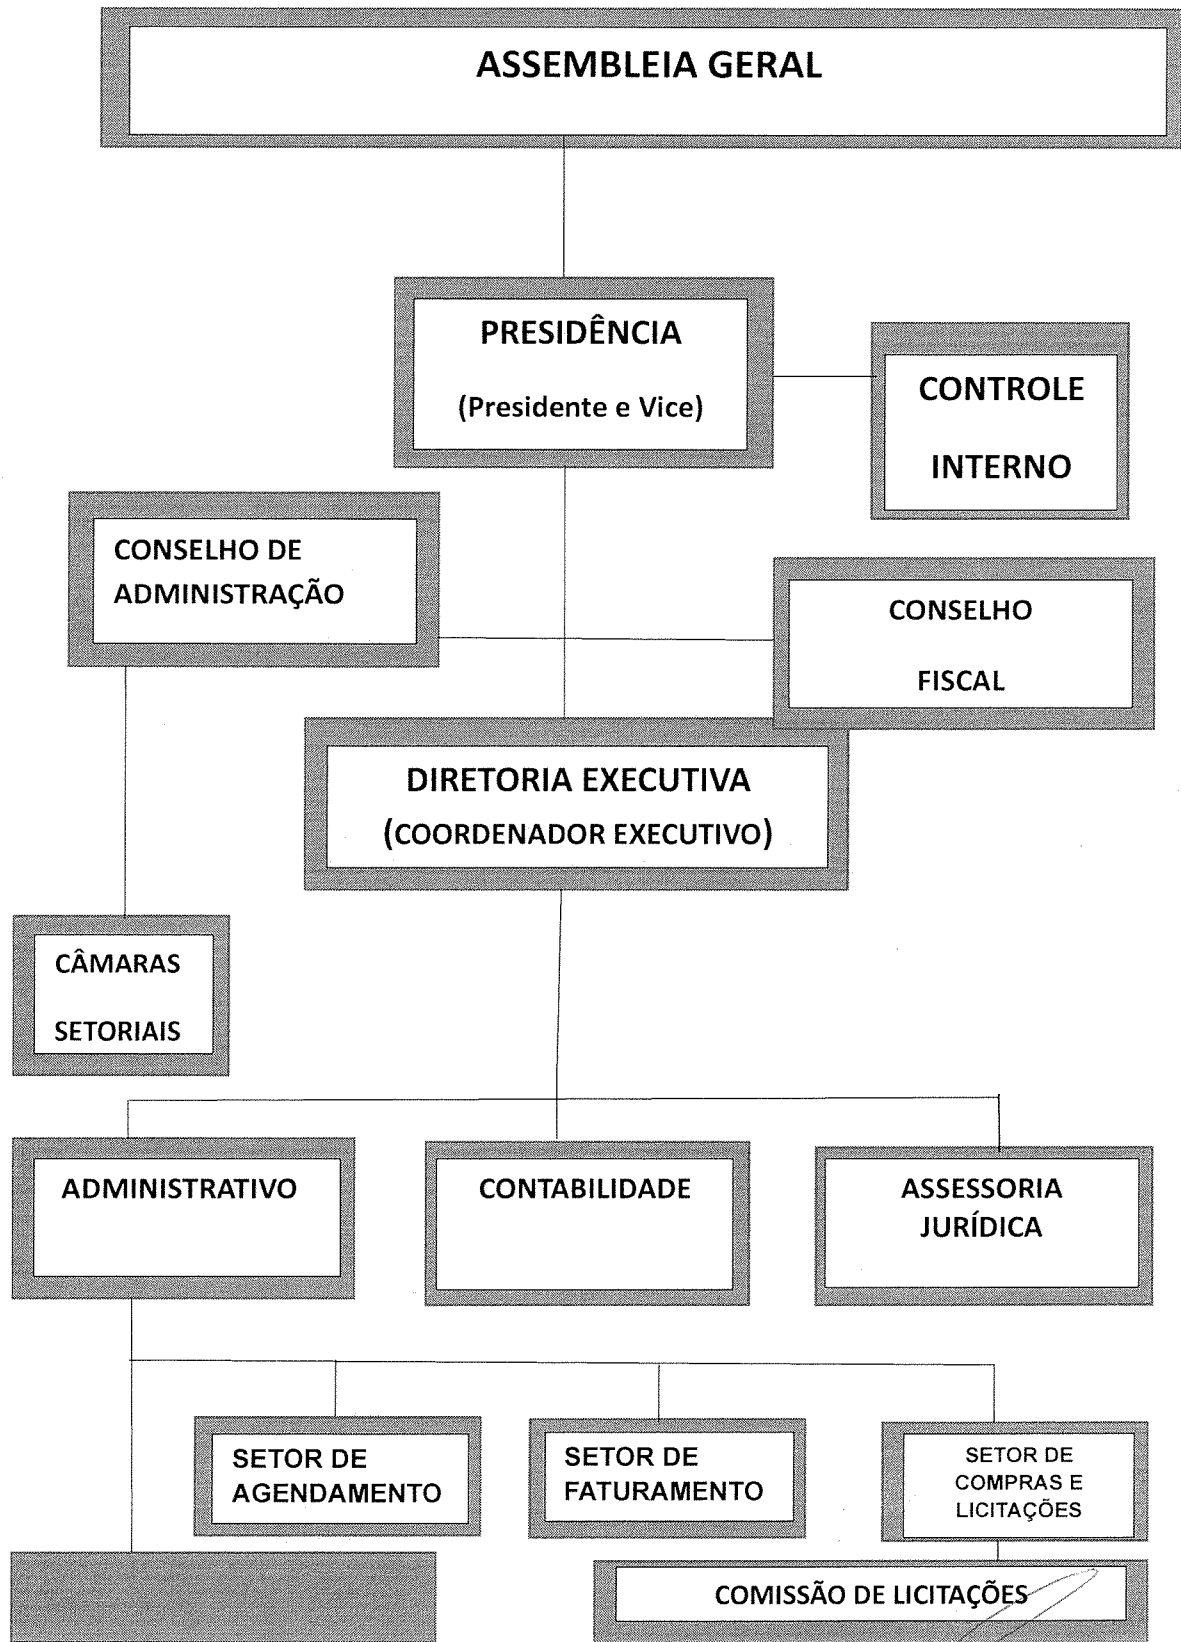 ASSEMBLEIA GERAL
PRESIDÊNCIA
(Presidente e Vice)
CONTROLE
INTERNO
CONSELHO DE
ADMINISTRAÇÃO
CONSELHO
FISCAL
DIRETORIA EXECUTIVA
(COORDENADOR EXECUTIVO)
CÂMARAS
SETORIAIS
ADMINISTRATIVO
CONTABILIDADE
ASSESSORIA
JURÍDICA
SETOR DE
AGENDAMENTO
SETOR DE
FATURAMENTO
SETOR DE
COMPRAS E
LICITAÇÕES
COMISSÃO DE LICITAÇÕES